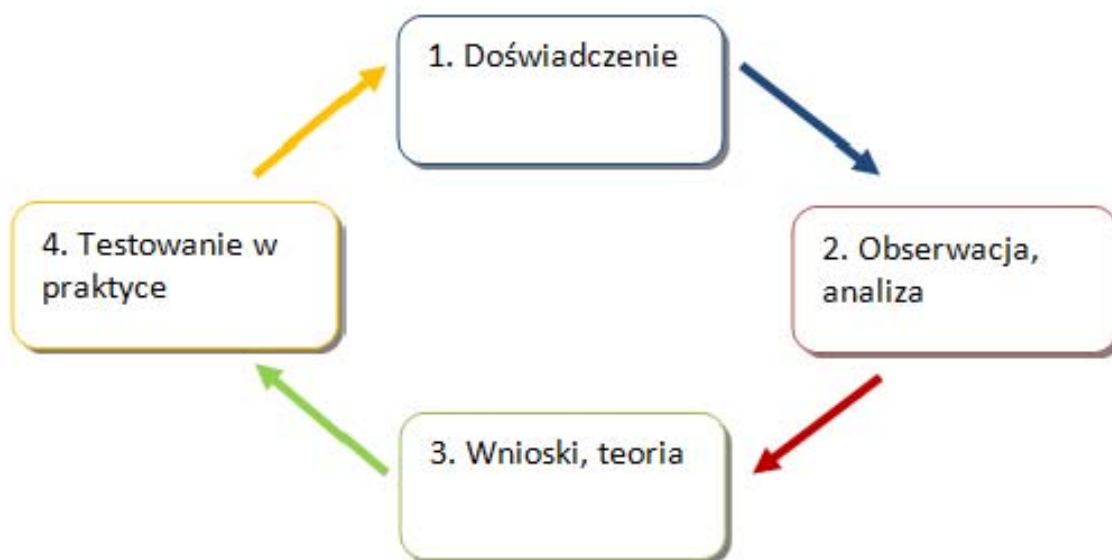 1. Doświadczenie
2. Obserwacja,
analiza
3. Wnioski, teoria
4. Testowanie w
praktyce